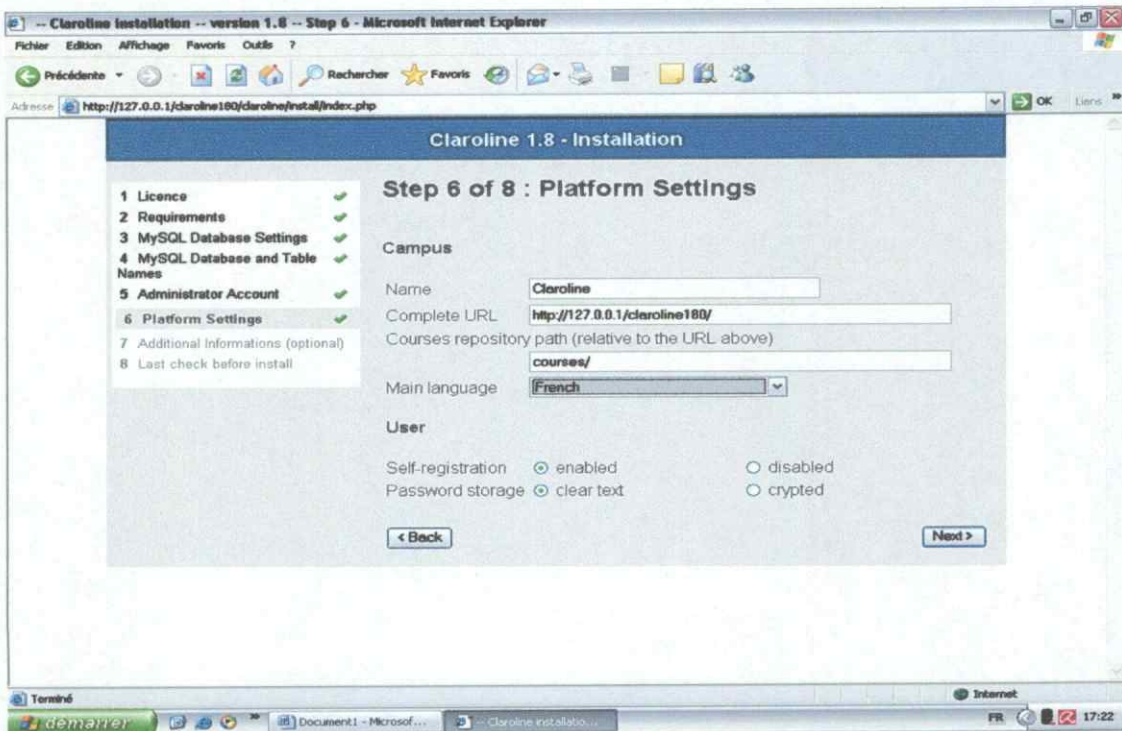 -- Claroline installation -- version 1.8 -- Step 6 - Microsoft Internet Explorer
Fichier Edition Affichage Favoris Outils ?
Précédente Rechercher Favoris
Adresse http://127.0.0.1/claroline180/claroline/install/index.php OK Liens »
Claroline 1.8 - Installation
Step 6 of 8 : Platform Settings
1 Licence
2 Requirements
3 MySQL Database Settings
4 MySQL Database and Table
Names
5 Administrator Account
6 Platform Settings
7 Additional Informations (optional)
8 Last check before install
Campus
Name Claroline
Complete URL http://127.0.0.1/claroline180/
Courses repository path (relative to the URL above)
courses/
Main language French
User
Self-registration enabled disabled
Password storage clear text crypted
< Back Next >
Terminé Internet
démarrer » Document1 - Microsof... -- Claroline installatio... FR 17:22